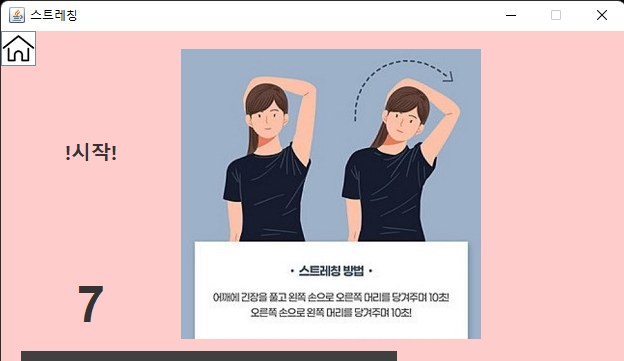 스트레칭
!시작!
7
• 스트레칭 방법 •
어깨에 긴장을 풀고 왼쪽 손으로 오른쪽 머리를 당겨주며 10초!
오른쪽 손으로 왼쪽 머리를 당겨주며 10초!